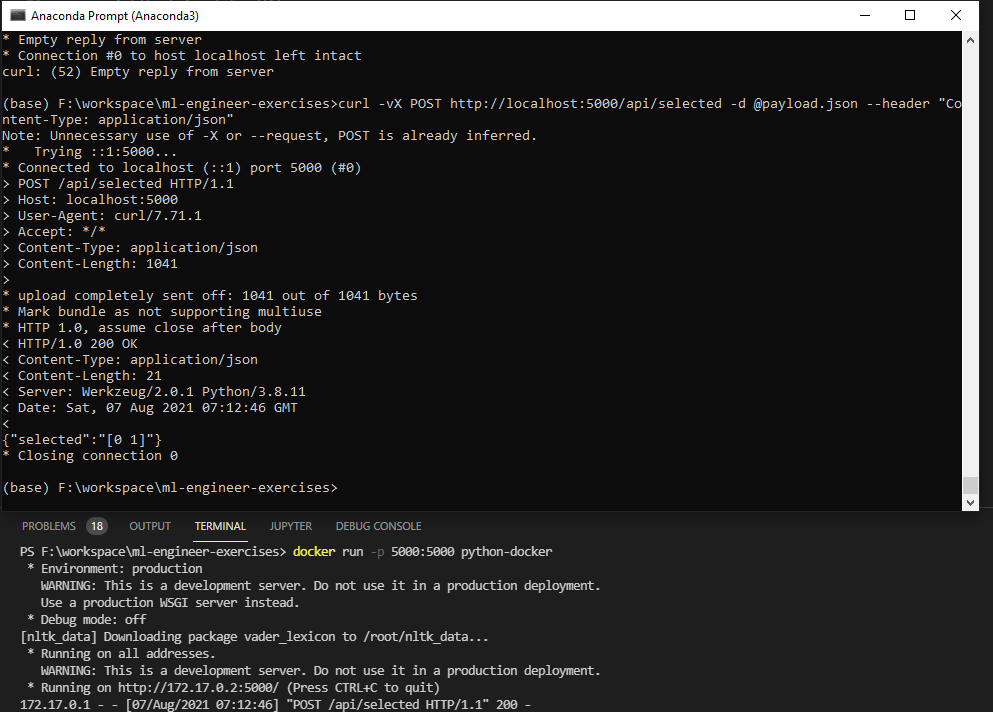 Anaconda Prompt (Anaconda3)
* Empty reply from server
* Connection #0 to host localhost left intact
curl: (52) Empty reply from server
(base) F:\workspace\ml-engineer-exercises>curl -vX POST http://localhost:5000/api/selected -d @payload.json --header "Co
ntent-Type: application/json"
Note: Unnecessary use of -X or --request, POST is already inferred.
*   Trying ::1:5000...
* Connected to localhost (::1) port 5000 (#0)
> POST /api/selected HTTP/1.1
> Host: localhost:5000
> User-Agent: curl/7.71.1
> Accept: */*
> Content-Type: application/json
> Content-Length: 1041
>
* upload completely sent off: 1041 out of 1041 bytes
* Mark bundle as not supporting multiuse
* HTTP 1.0, assume close after body
< HTTP/1.0 200 OK
< Content-Type: application/json
< Content-Length: 21
< Server: Werkzeug/2.0.1 Python/3.8.11
< Date: Sat, 07 Aug 2021 07:12:46 GMT
<
{"selected":"[0 1]"}
* Closing connection 0
(base) F:\workspace\ml-engineer-exercises>
PROBLEMS 18 OUTPUT TERMINAL JUPYTER DEBUG CONSOLE
PS F:\workspace\ml-engineer-exercises> docker run -p 5000:5000 python-docker
 * Environment: production
   WARNING: This is a development server. Do not use it in a production deployment.
   Use a production WSGI server instead.
 * Debug mode: off
[nltk_data] Downloading package vader_lexicon to /root/nltk_data...
 * Running on all addresses.
   WARNING: This is a development server. Do not use it in a production deployment.
 * Running on http://172.17.0.2:5000/ (Press CTRL+C to quit)
172.17.0.1 - - [07/Aug/2021 07:12:46] "POST /api/selected HTTP/1.1" 200 -